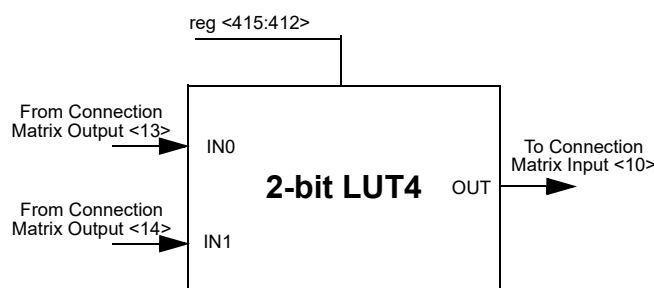 reg <415:412>
From Connection
Matrix Output <13>
IN0
2-bit LUT4
OUT
To Connection
Matrix Input <10>
From Connection
Matrix Output <14>
IN1